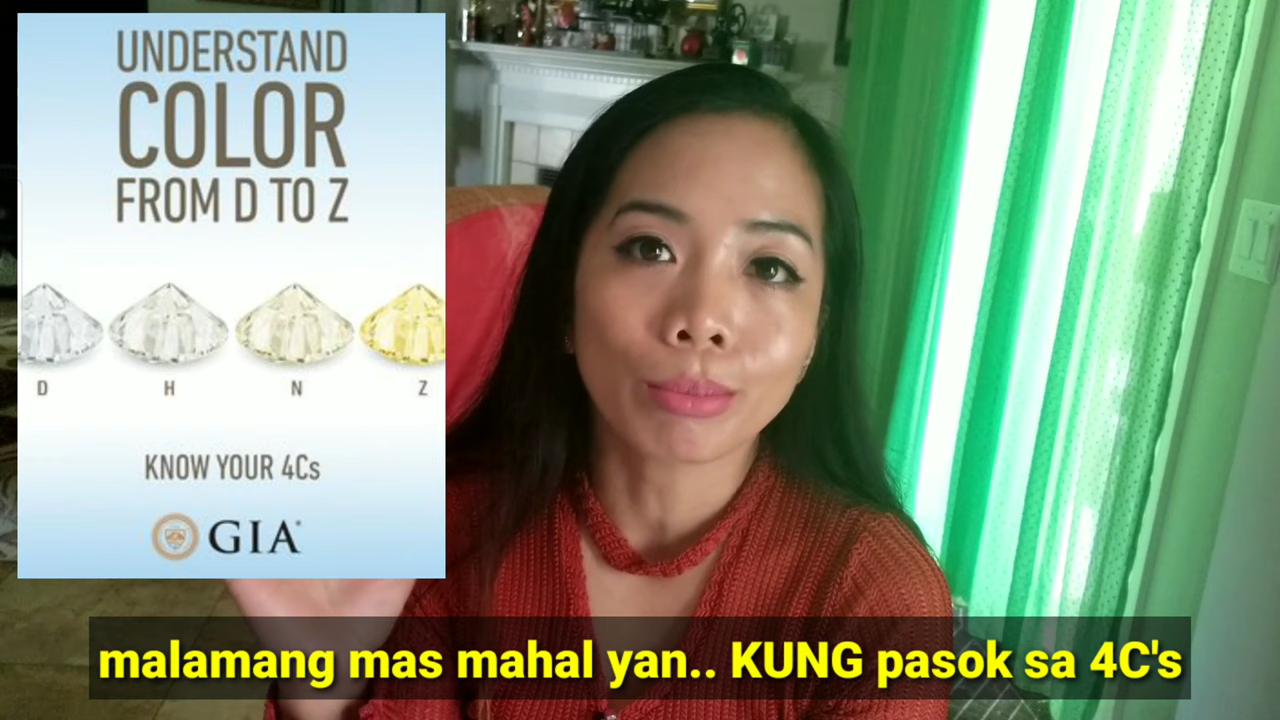 UNDERSTAND
COLOR
FROM D TO Z
D H N Z
KNOW YOUR 4Cs
GIA
malamang mas mahal yan.. KUNG pasok sa 4C's